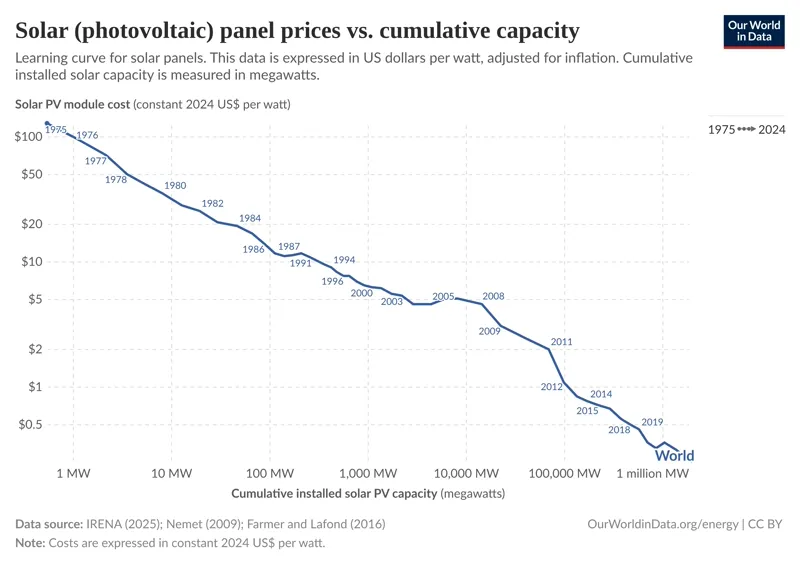 Solar (photovoltaic) panel prices vs. cumulative capacity
Our World
in Data
Learning curve for solar panels. This data is expressed in US dollars per watt, adjusted for inflation. Cumulative
installed solar capacity is measured in megawatts.
Solar PV module cost (constant 2024 US$ per watt)
1975 2024
$100
$50
$20
$10
$5
$2
$1
$0.5
1975
1976
1977
1978
1980
1982
1984
1986
1987
1991
1994
1996
2000
2003
2005
2008
2009
2011
2012
2014
2015
2018
2019
World
1 MW
10 MW
100 MW
1,000 MW
10,000 MW
100,000 MW
1 million MW
Cumulative installed solar PV capacity (megawatts)
Data source: IRENA (2025); Nemet (2009); Farmer and Lafond (2016)
OurWorldinData.org/energy | CC BY
Note: Costs are expressed in constant 2024 US$ per watt.